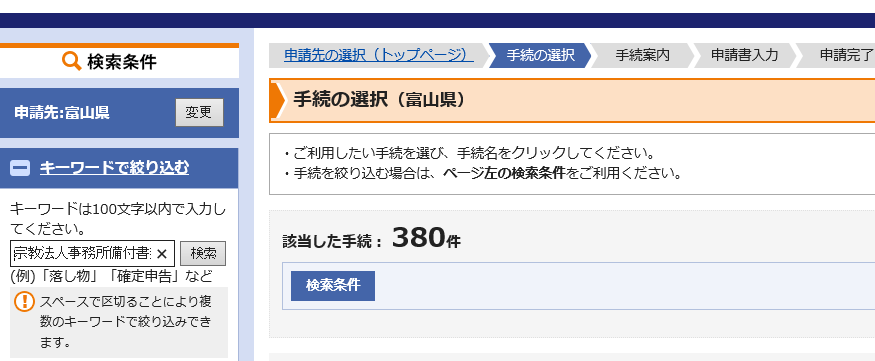 検索条件
申請先:富山県
変更
キーワードで絞り込む
キーワードは100文字以内で入力し
てください。
宗教法人事務所備付書
検索
(例)「落し物」「確定申告」など
スペースで区切ることにより複
数のキーワードで絞り込みでき
ます。
申請先の選択（トップページ）
手続の選択
手続案内
申請書入力
申請完了
手続の選択（富山県）
・ご利用したい手続を選び、手続名をクリックしてください。
・手続を絞り込む場合は、ページ左の検索条件をご利用ください。
該当した手続： 380件
検索条件